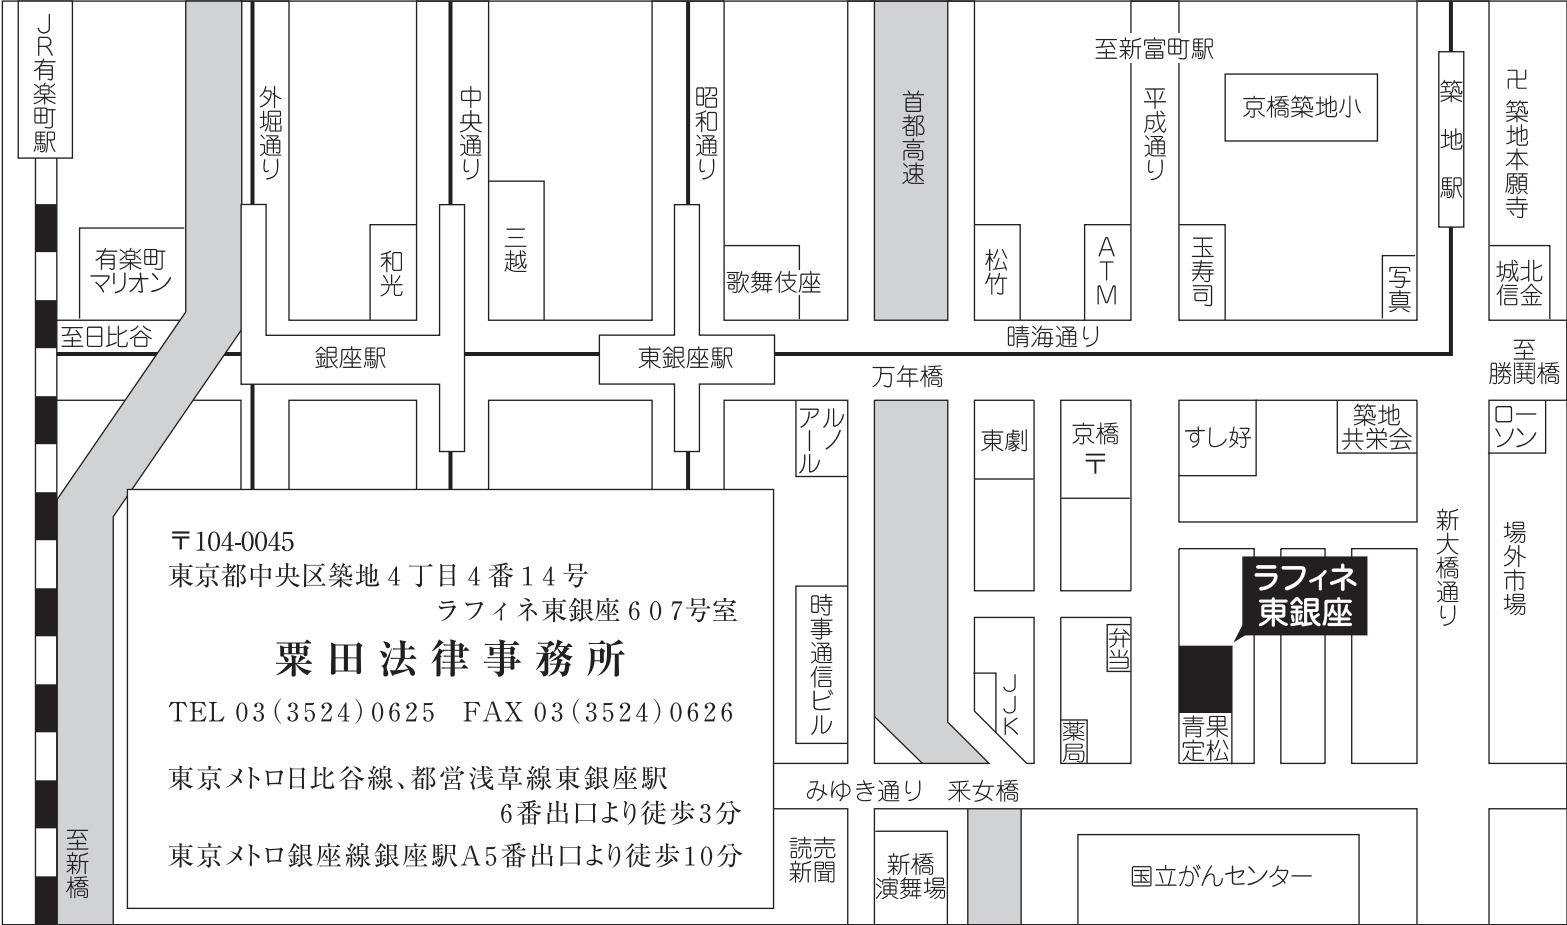 JR有楽町駅
外堀通り
中央通り
昭和通り
首都高速
至新富町駅
平成通り
京橋築地小
築地駅
卍 築地本願寺
有楽町
マリオン
和光
三越
歌舞伎座
松竹
ATM
玉寿司
写真
城北
信金
至日比谷
銀座駅
東銀座駅
晴海通り
万年橋
至
勝鬨橋
ルノ
アール
東劇
京橋
〒
すし好
築地
共栄会
ロー
ソン
新大橋通り
場外市場
ラフィネ
東銀座
時事通信ビル
JJK
弁当
薬局
青果
定松
〒104-0045
東京都中央区築地4丁目4番14号
ラフィネ東銀座607号室
粟田法律事務所
TEL 03(3524)0625 FAX 03(3524)0626
東京メトロ日比谷線、都営浅草線東銀座駅
6番出口より徒歩3分
東京メトロ銀座線銀座駅A5番出口より徒歩10分
至新橋
みゆき通り 采女橋
読売
新聞
新橋
演舞場
国立がんセンター